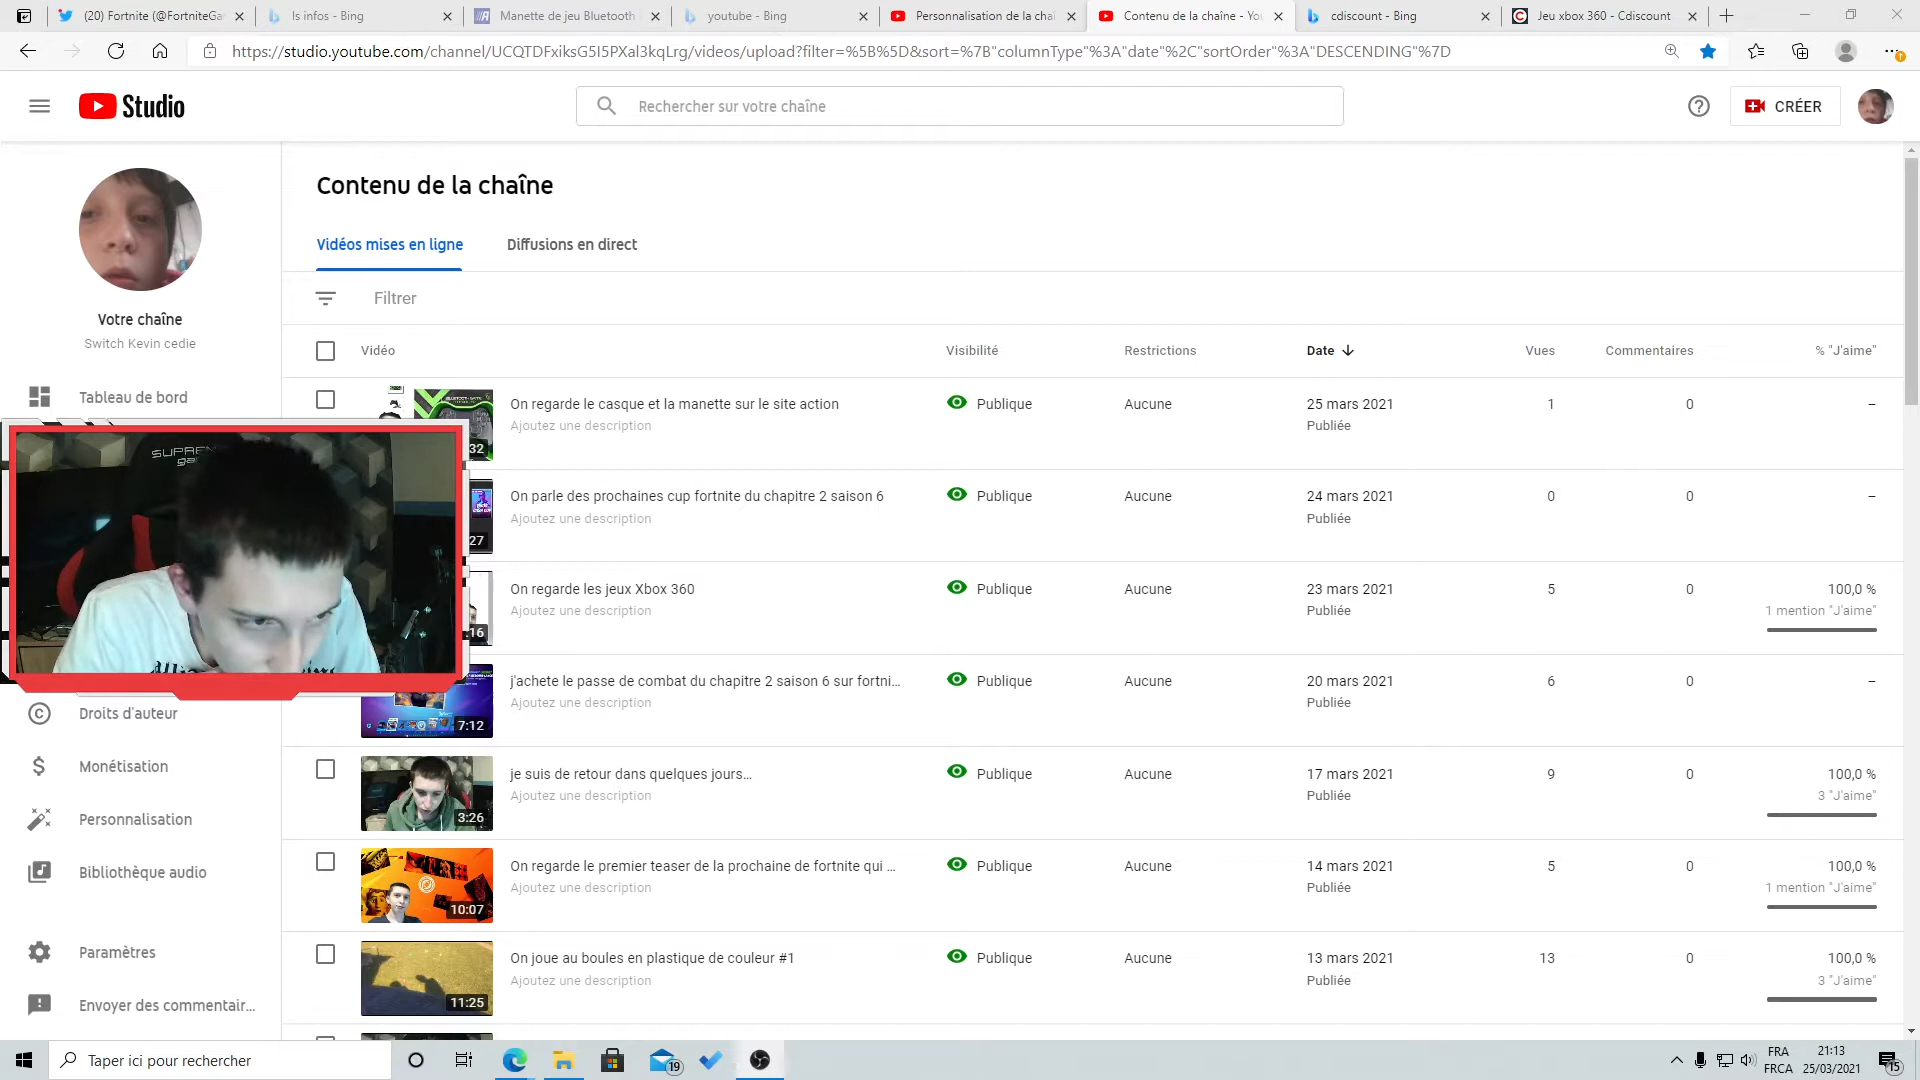 (20) Fortnite (@FortniteGa
ls infos - Bing
Manette de jeu Bluetooth
youtube - Bing
Personnalisation de la chaî
Contenu de la chaîne - You
cdiscount - Bing
Jeu xbox 360 - Cdiscount
https://studio.youtube.com/channel/UCQTDFxiksG5I5PXal3kqLrg/videos/upload?filter=%5B%5D&sort=%7B"columnType"%3A"date"%2C"sortOrder"%3A"DESCENDING"%7D
Studio
Rechercher sur votre chaîne
CRÉER
Contenu de la chaîne
Vidéos mises en ligne
Diffusions en direct
Filtrer
Votre chaîne
Switch Kevin cedie
Vidéo
Visibilité
Restrictions
Date
Vues
Commentaires
% "J'aime"
Tableau de bord
On regarde le casque et la manette sur le site action
Publique
Aucune
25 mars 2021
1
0
–
Ajoutez une description
Publiée
32
On parle des prochaines cup fortnite du chapitre 2 saison 6
Publique
Aucune
24 mars 2021
0
0
–
Ajoutez une description
Publiée
27
On regarde les jeux Xbox 360
Publique
Aucune
23 mars 2021
5
0
100,0 %
Ajoutez une description
Publiée
1 mention "J'aime"
:16
j'achete le passe de combat du chapitre 2 saison 6 sur fortni...
Publique
Aucune
20 mars 2021
6
0
–
Ajoutez une description
Publiée
7:12
Droits d'auteur
Monétisation
je suis de retour dans quelques jours...
Publique
Aucune
17 mars 2021
9
0
100,0 %
Ajoutez une description
Publiée
3 "J'aime"
3:26
Personnalisation
Bibliothèque audio
On regarde le premier teaser de la prochaine de fortnite qui ...
Publique
Aucune
14 mars 2021
5
0
100,0 %
Ajoutez une description
Publiée
1 mention "J'aime"
10:07
Paramètres
On joue au boules en plastique de couleur #1
Publique
Aucune
13 mars 2021
13
0
100,0 %
Ajoutez une description
Publiée
3 "J'aime"
11:25
Envoyer des commentair...
Taper ici pour rechercher
19
FRA
FRCA
21:13
25/03/2021
15